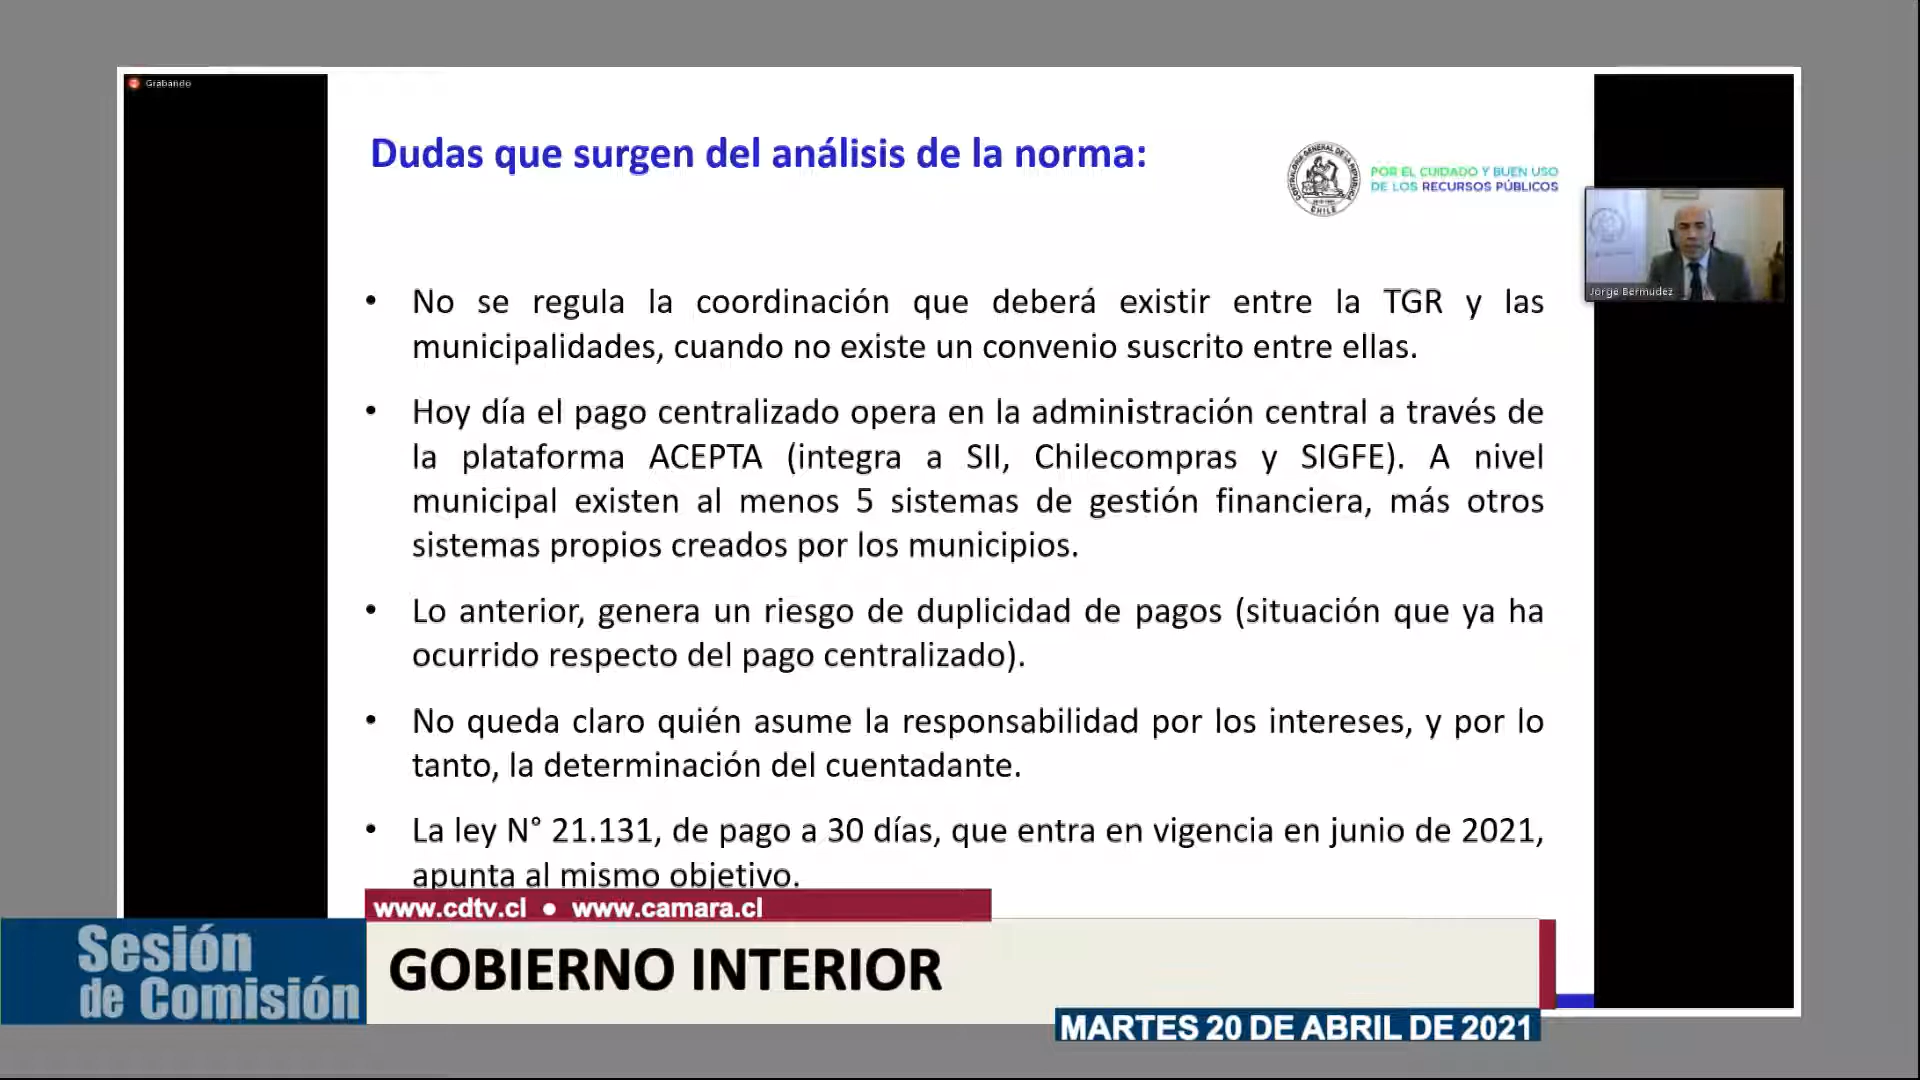 Grabando
Dudas que surgen del análisis de la norma:
CONTRALORÍA GENERAL DE LA REPÚBLICA
CHILE
POR EL CUIDADO Y BUEN USO
DE LOS RECURSOS PÚBLICOS
Jorge Bermudez
• No se regula la coordinación que deberá existir entre la TGR y las
municipalidades, cuando no existe un convenio suscrito entre ellas.
• Hoy día el pago centralizado opera en la administración central a través de
la plataforma ACEPTA (integra a SII, Chilecompras y SIGFE). A nivel
municipal existen al menos 5 sistemas de gestión financiera, más otros
sistemas propios creados por los municipios.
• Lo anterior, genera un riesgo de duplicidad de pagos (situación que ya ha
ocurrido respecto del pago centralizado).
• No queda claro quién asume la responsabilidad por los intereses, y por lo
tanto, la determinación del cuentadante.
• La ley N° 21.131, de pago a 30 días, que entra en vigencia en junio de 2021,
apunta al mismo objetivo.
www.cdtv.cl • www.camara.cl
Sesión
de Comisión
GOBIERNO INTERIOR
MARTES 20 DE ABRIL DE 2021